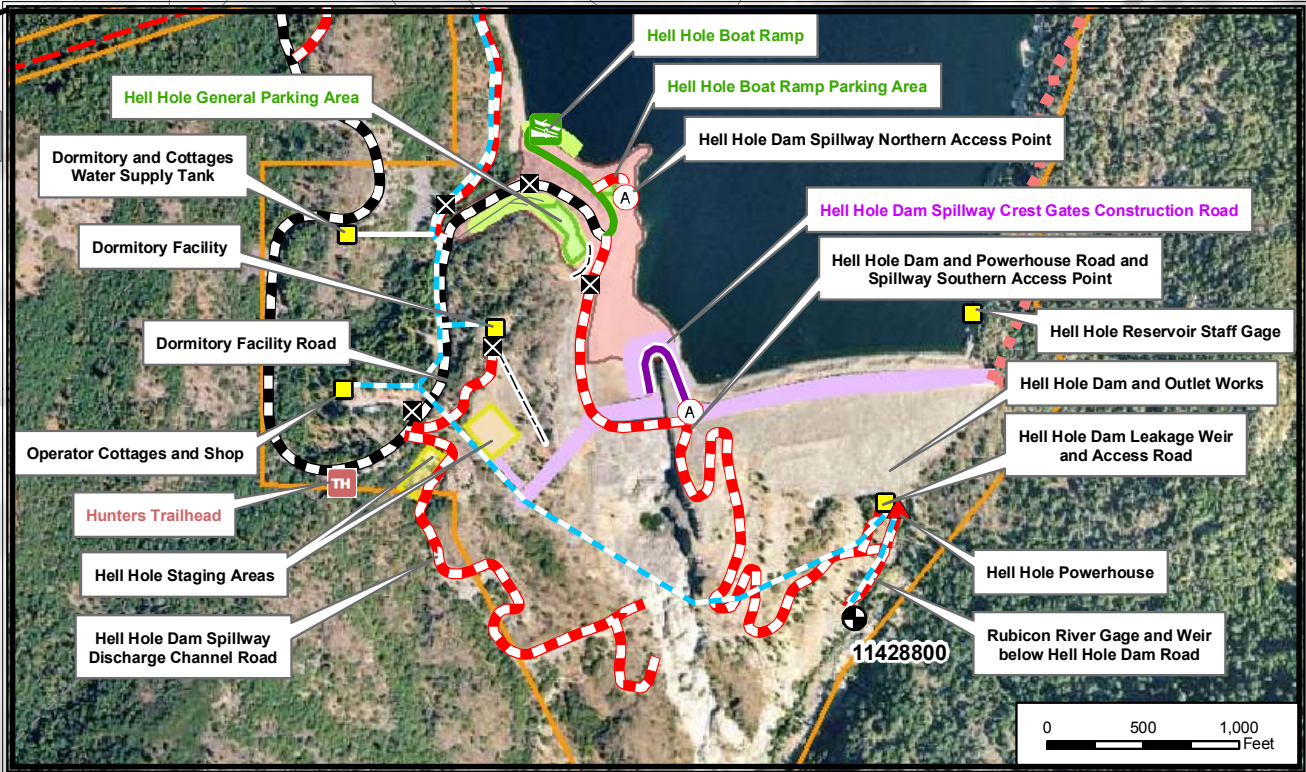 Hell Hole Boat Ramp
Hell Hole General Parking Area
Hell Hole Boat Ramp Parking Area
Hell Hole Dam Spillway Northern Access Point
Dormitory and Cottages
Water Supply Tank
A
Hell Hole Dam Spillway Crest Gates Construction Road
Dormitory Facility
Hell Hole Dam and Powerhouse Road and
Spillway Southern Access Point
Hell Hole Reservoir Staff Gage
Dormitory Facility Road
Hell Hole Dam and Outlet Works
A
Hell Hole Dam Leakage Weir
and Access Road
Operator Cottages and Shop
TH
Hunters Trailhead
Hell Hole Staging Areas
Hell Hole Powerhouse
Hell Hole Dam Spillway
Discharge Channel Road
Rubicon River Gage and Weir
below Hell Hole Dam Road
11428800
0 500 1,000
Feet